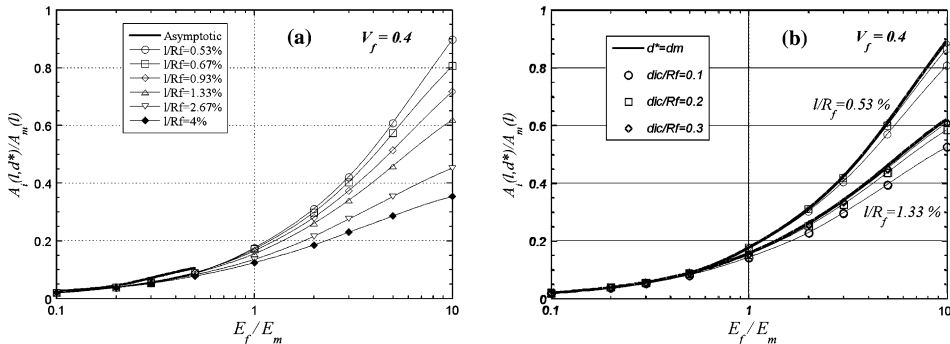 (a)
V_f = 0.4
Asymptotic
l/Rf=0.53%
l/Rf=0.67%
l/Rf=0.93%
l/Rf=1.33%
l/Rf=2.67%
l/Rf=4%
A_i(l,d*)/A_m(l)
1
0.8
0.6
0.4
0.2
0
0.1
1
10
E_f/E_m
(b)
V_f = 0.4
d*=dm
dic/Rf=0.1
dic/Rf=0.2
dic/Rf=0.3
l/R_f=0.53 %
l/R_f=1.33 %
A_i(l,d*)/A_m(l)
1
0.8
0.6
0.4
0.2
0
0.1
1
10
E_f/E_m